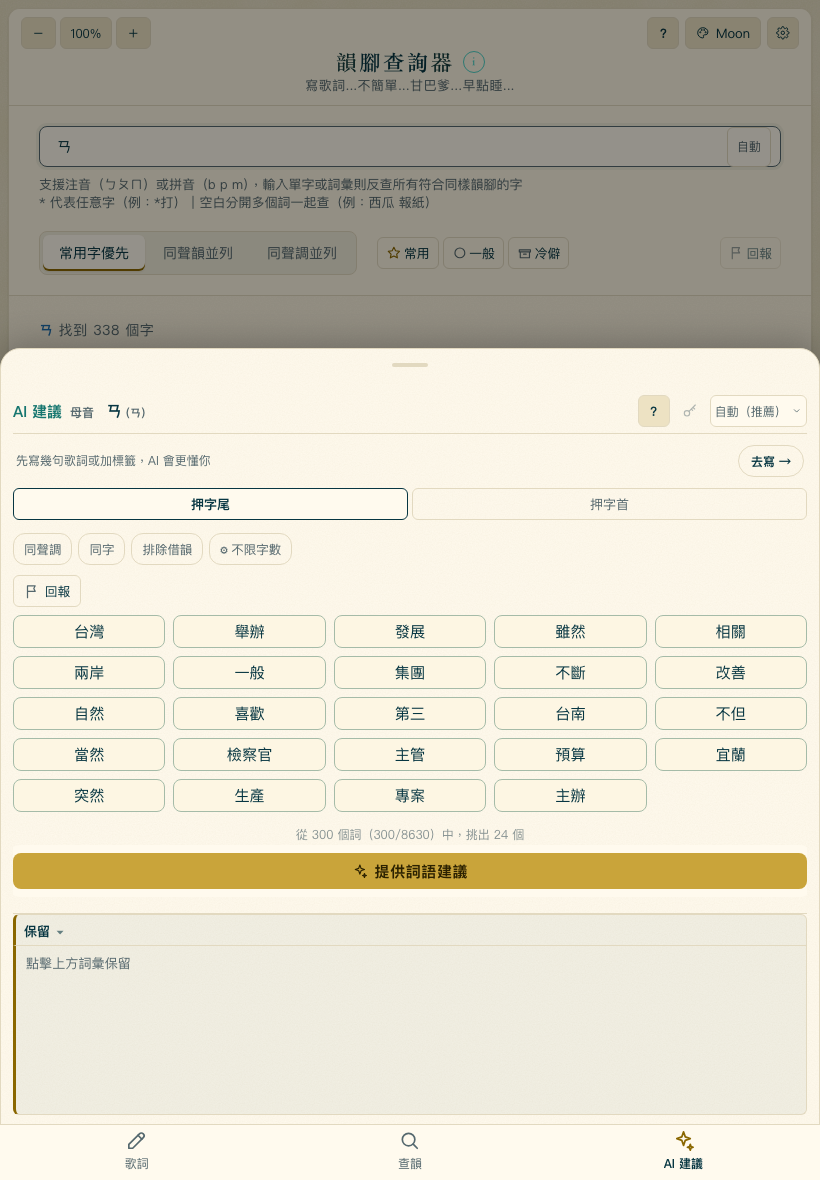 − 100% + ? Moon
韻腳查詢器 i
寫歌詞...不簡單...甘巴爹...早點睡...
ㄢ 自動
支援注音（ㄅㄆㄇ）或拼音（b p m)，輸入單字或詞彙則反查所有符合同樣韻腳的字
* 代表任意字（例：*打）｜空白分開多個詞一起查（例：西瓜 報紙）
常用字優先 同聲韻並列 同聲調並列 常用 一般 冷僻 回報
ㄢ 找到 338 個字
AI 建議 母音 ㄢ (ㄢ) ? 自動（推薦）
先寫幾句歌詞或加標籤，AI 會更懂你 去寫 →
押字尾 押字首
同聲調 同字 排除借韻 ⚙ 不限字數
回報
台灣 舉辦 發展 雖然 相關
兩岸 一般 集團 不斷 改善
自然 喜歡 第三 台南 不但
當然 檢察官 主管 預算 宜蘭
突然 生產 專案 主辦
從 300 個詞（300/8630）中，挑出 24 個
提供詞語建議
保留
點擊上方詞彙保留
歌詞 查韻 AI 建議